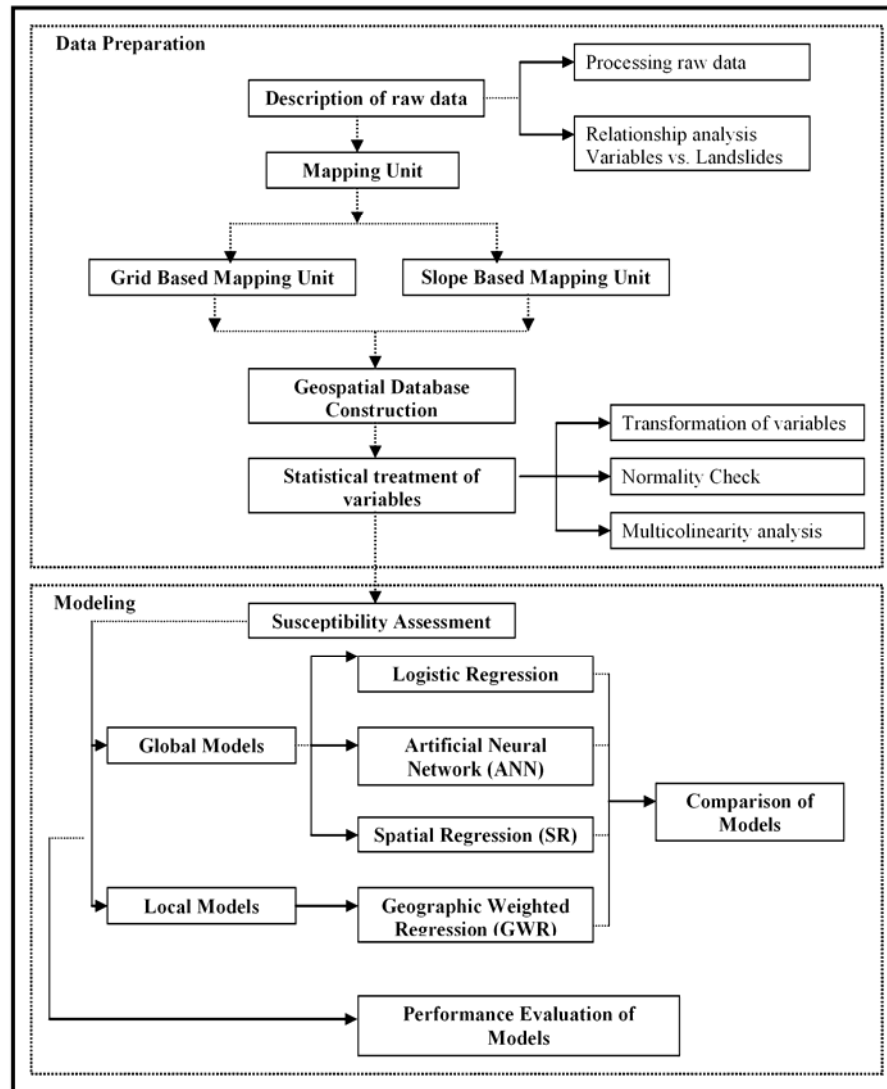 Data Preparation
Description of raw data
Processing raw data
Relationship analysis
Variables vs. Landslides
Mapping Unit
Grid Based Mapping Unit
Slope Based Mapping Unit
Geospatial Database
Construction
Statistical treatment of
variables
Transformation of variables
Normality Check
Multicolinearity analysis
Modeling
Susceptibility Assessment
Global Models
Logistic Regression
Artificial Neural
Network (ANN)
Spatial Regression (SR)
Local Models
Geographic Weighted
Regression (GWR)
Comparison of
Models
Performance Evaluation of
Models